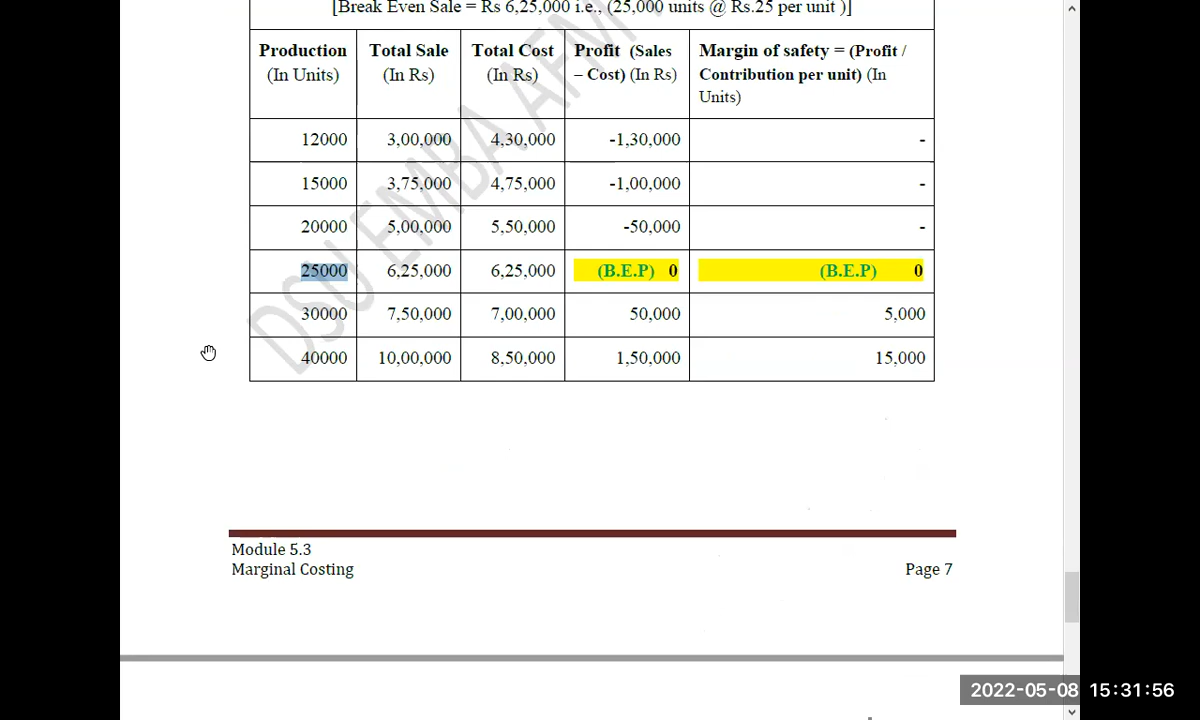 [Break Even Sale = Rs 6,25,000 i.e., (25,000 units @ Rs.25 per unit )]
Production Total Sale Total Cost Profit (Sales Margin of safety = (Profit /
(In Units) (In Rs) (In Rs) – Cost) (In Rs) Contribution per unit) (In
Units)
12000 3,00,000 4,30,000 -1,30,000 -
15000 3,75,000 4,75,000 -1,00,000 -
20000 5,00,000 5,50,000 -50,000 -
25000 6,25,000 6,25,000 (B.E.P) 0 (B.E.P) 0
30000 7,50,000 7,00,000 50,000 5,000
40000 10,00,000 8,50,000 1,50,000 15,000
DSU EMBA AFM
Module 5.3
Marginal Costing Page 7
2022-05-08 15:31:56